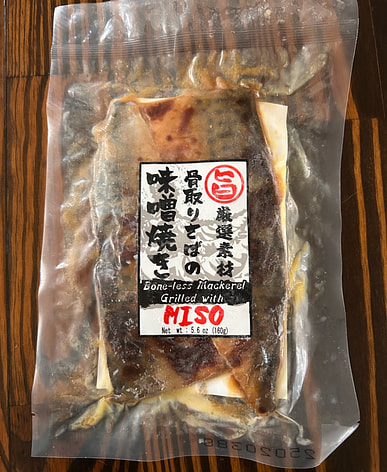 旨
厳選素材
骨取りさばの
味噌焼き
Bone-less Mackerel
Grilled with
MISO
Net wt : 5.6 oz (160g)